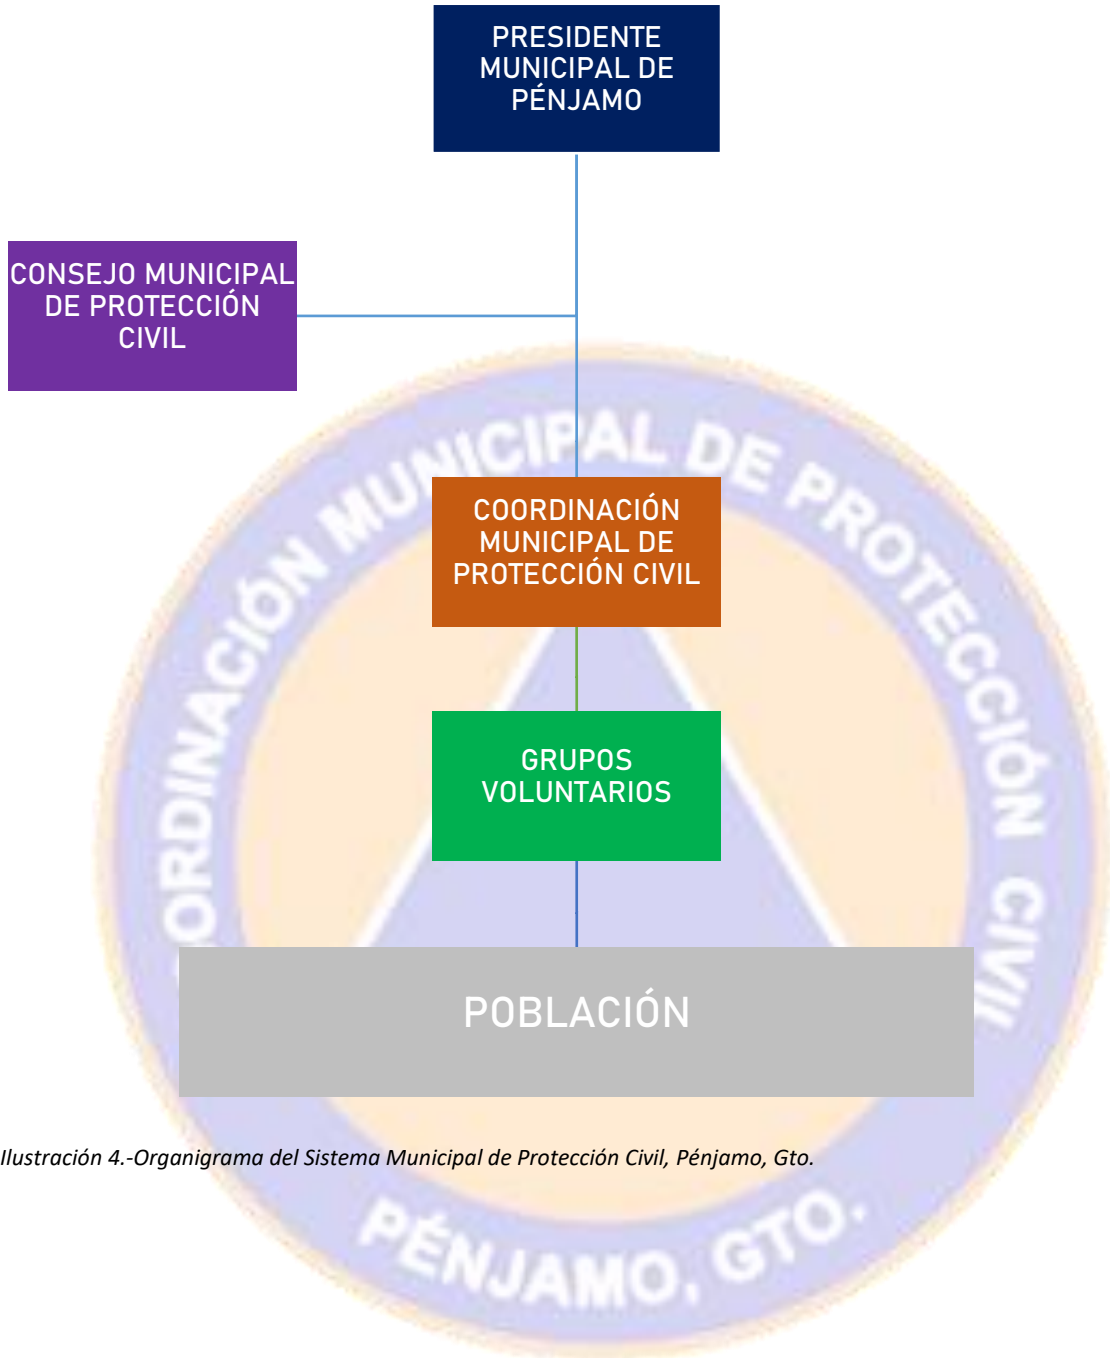 PRESIDENTE
MUNICIPAL DE
PÉNJAMO
CONSEJO MUNICIPAL
DE PROTECCIÓN
CIVIL
COORDINACIÓN
MUNICIPAL DE
PROTECCIÓN CIVIL
GRUPOS
VOLUNTARIOS
POBLACIÓN
Ilustración 4.-Organigrama del Sistema Municipal de Protección Civil, Pénjamo, Gto.
ORDINACIÓN MUNICIPAL DE PROTECCIÓN CIVIL
PÉNJAMO, GTO.